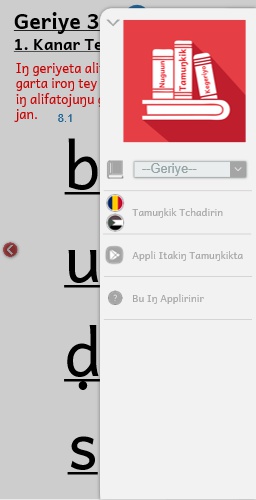 Geriye 3
1. Kanar Te
Iŋ geriyeta ali
garta iroŋ tey
iŋ alifatojuŋu g
jan.
8.1
b
u
ḍ
s
Nuguun
Tamuŋkik
Kegeriyo
--Geriye--
Tamuŋkik Tchadirin
Appli Itakiŋ Tamuŋkikta
? Bu Iŋ Applirinir